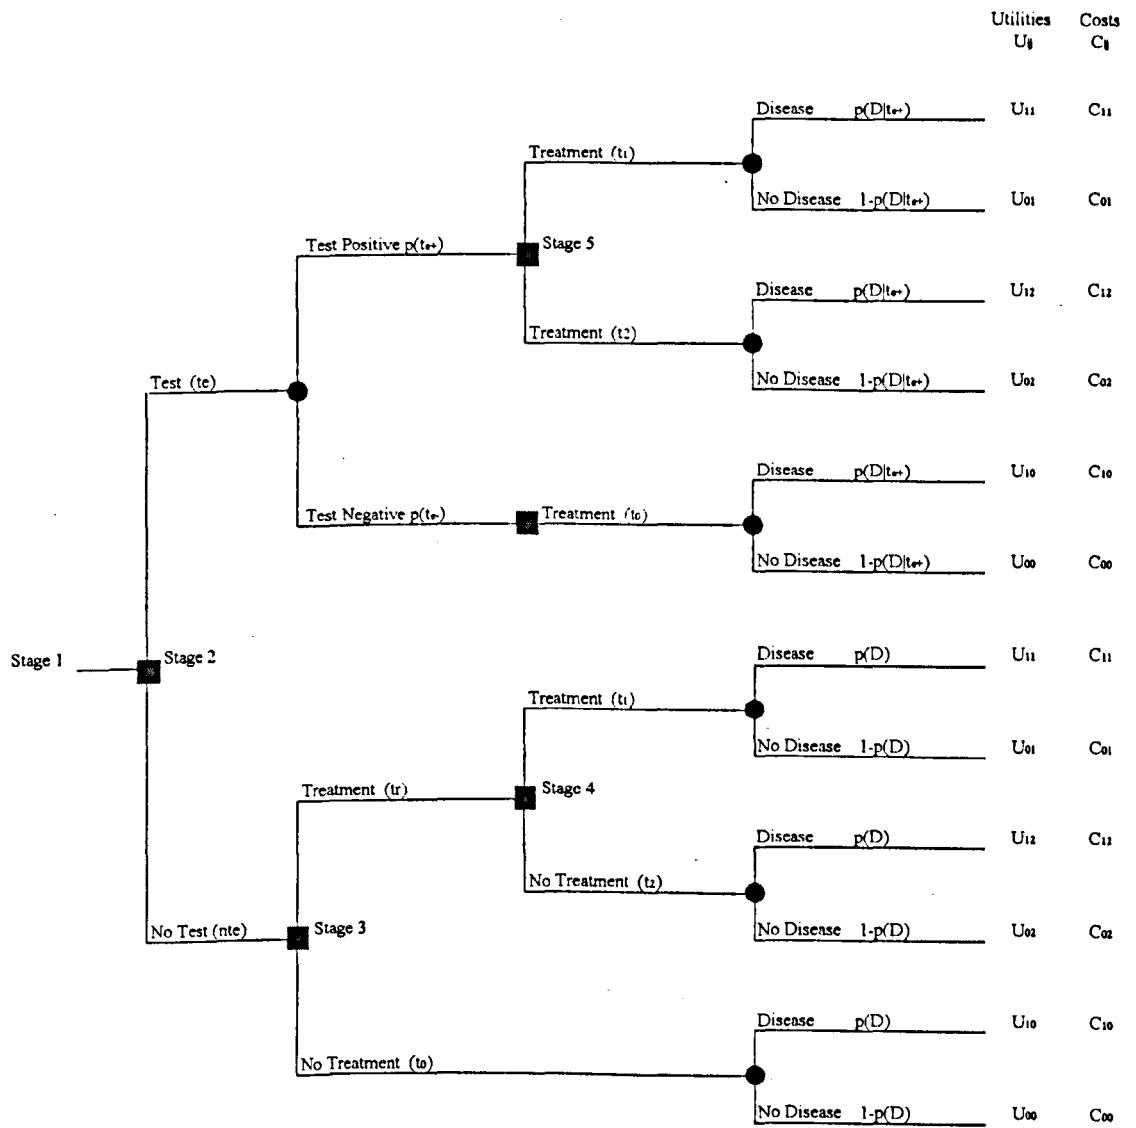 Utilities Costs
Uij Cij
Disease p(D|te+) U11 C11
Treatment (t1)
No Disease 1-p(D|te+) U01 C01
Test Positive p(te+) Stage 5
Disease p(D|te+) U12 C12
Treatment (t2)
No Disease 1-p(D|te+) U02 C02
Test (te)
Disease p(D|te+) U10 C10
Test Negative p(te-) Treatment (t0)
No Disease 1-p(D|te+) U00 C00
Stage 1 Stage 2
Disease p(D) U11 C11
Treatment (t1)
No Disease 1-p(D) U01 C01
Treatment (tr) Stage 4
Disease p(D) U12 C12
No Treatment (t2)
No Test (nte) Stage 3
No Disease 1-p(D) U02 C02
Disease p(D) U10 C10
No Treatment (t0)
No Disease 1-p(D) U00 C00